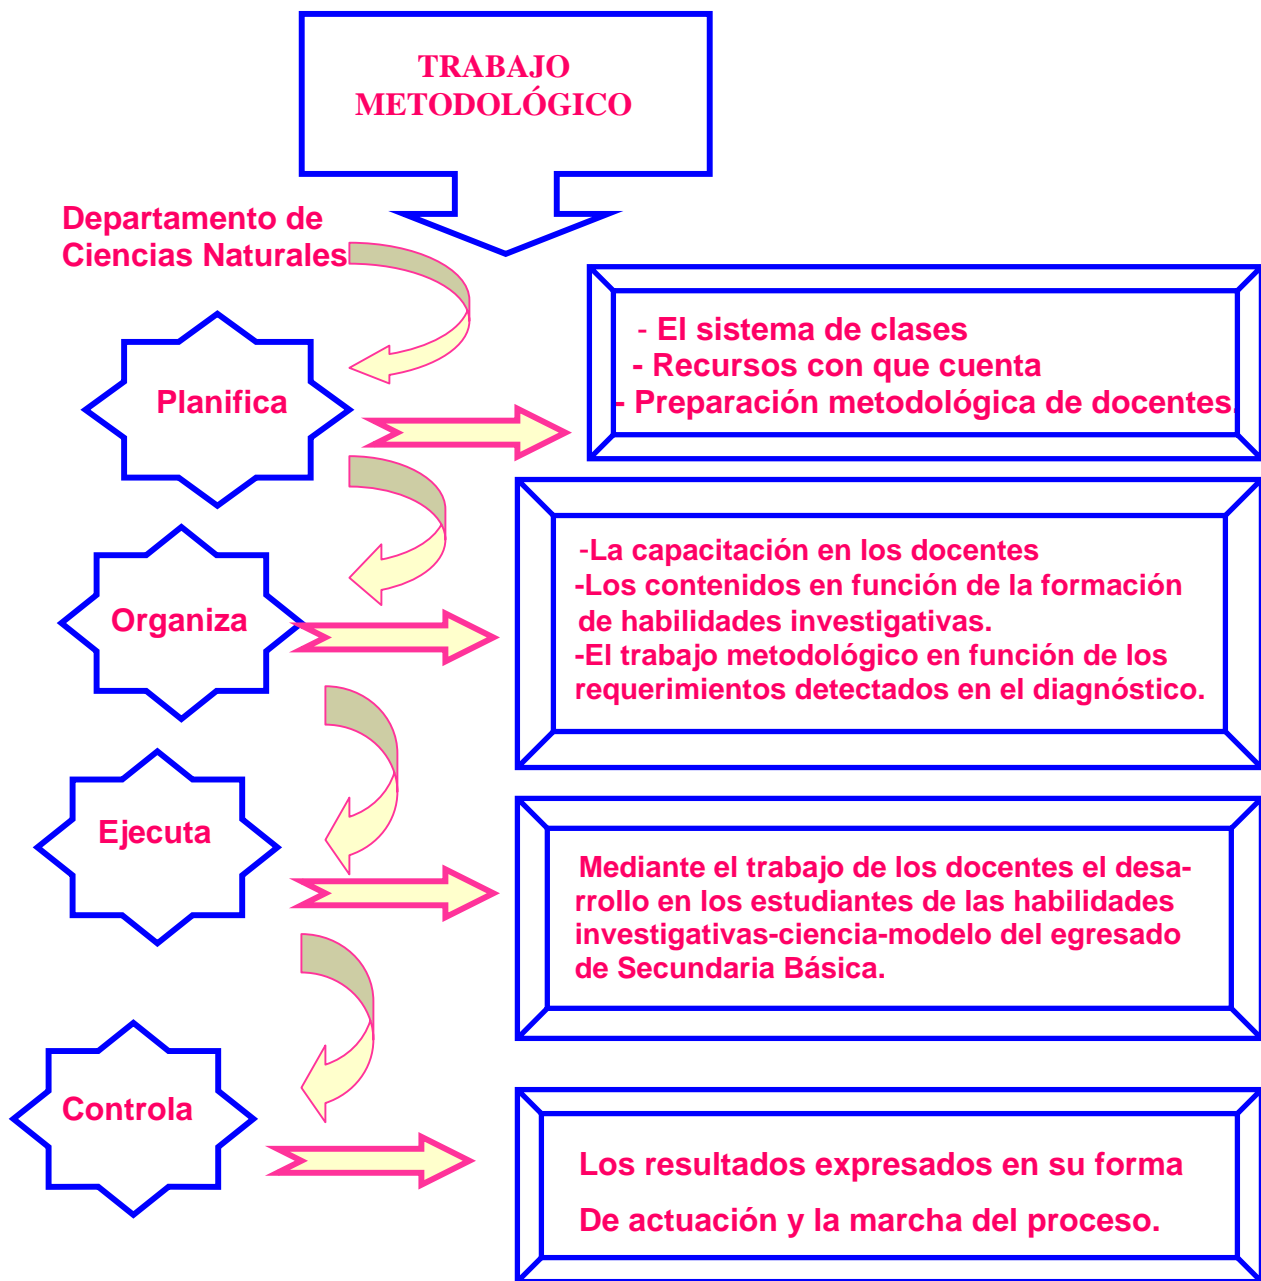 TRABAJO
METODOLÓGICO
Departamento de
Ciencias Naturales
Planifica
- El sistema de clases
- Recursos con que cuenta
- Preparación metodológica de docentes.
Organiza
-La capacitación en los docentes
-Los contenidos en función de la formación
de habilidades investigativas.
-El trabajo metodológico en función de los
requerimientos detectados en el diagnóstico.
Ejecuta
Mediante el trabajo de los docentes el desa-
rrollo en los estudiantes de las habilidades
investigativas-ciencia-modelo del egresado
de Secundaria Básica.
Controla
Los resultados expresados en su forma
De actuación y la marcha del proceso.